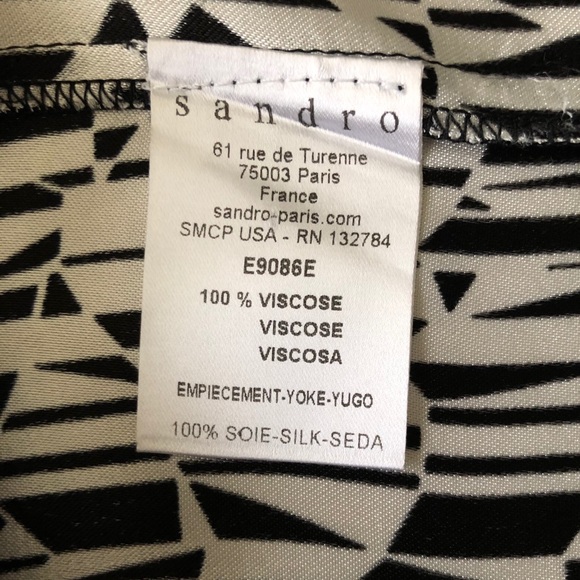 sandro
61 rue de Turenne
75003 Paris
France
sandro-paris.com
SMCP USA - RN 132784
E9086E
100 % VISCOSE
VISCOSE
VISCOSA
EMPIECEMENT-YOKE-YUGO
100% SOIE-SILK-SEDA